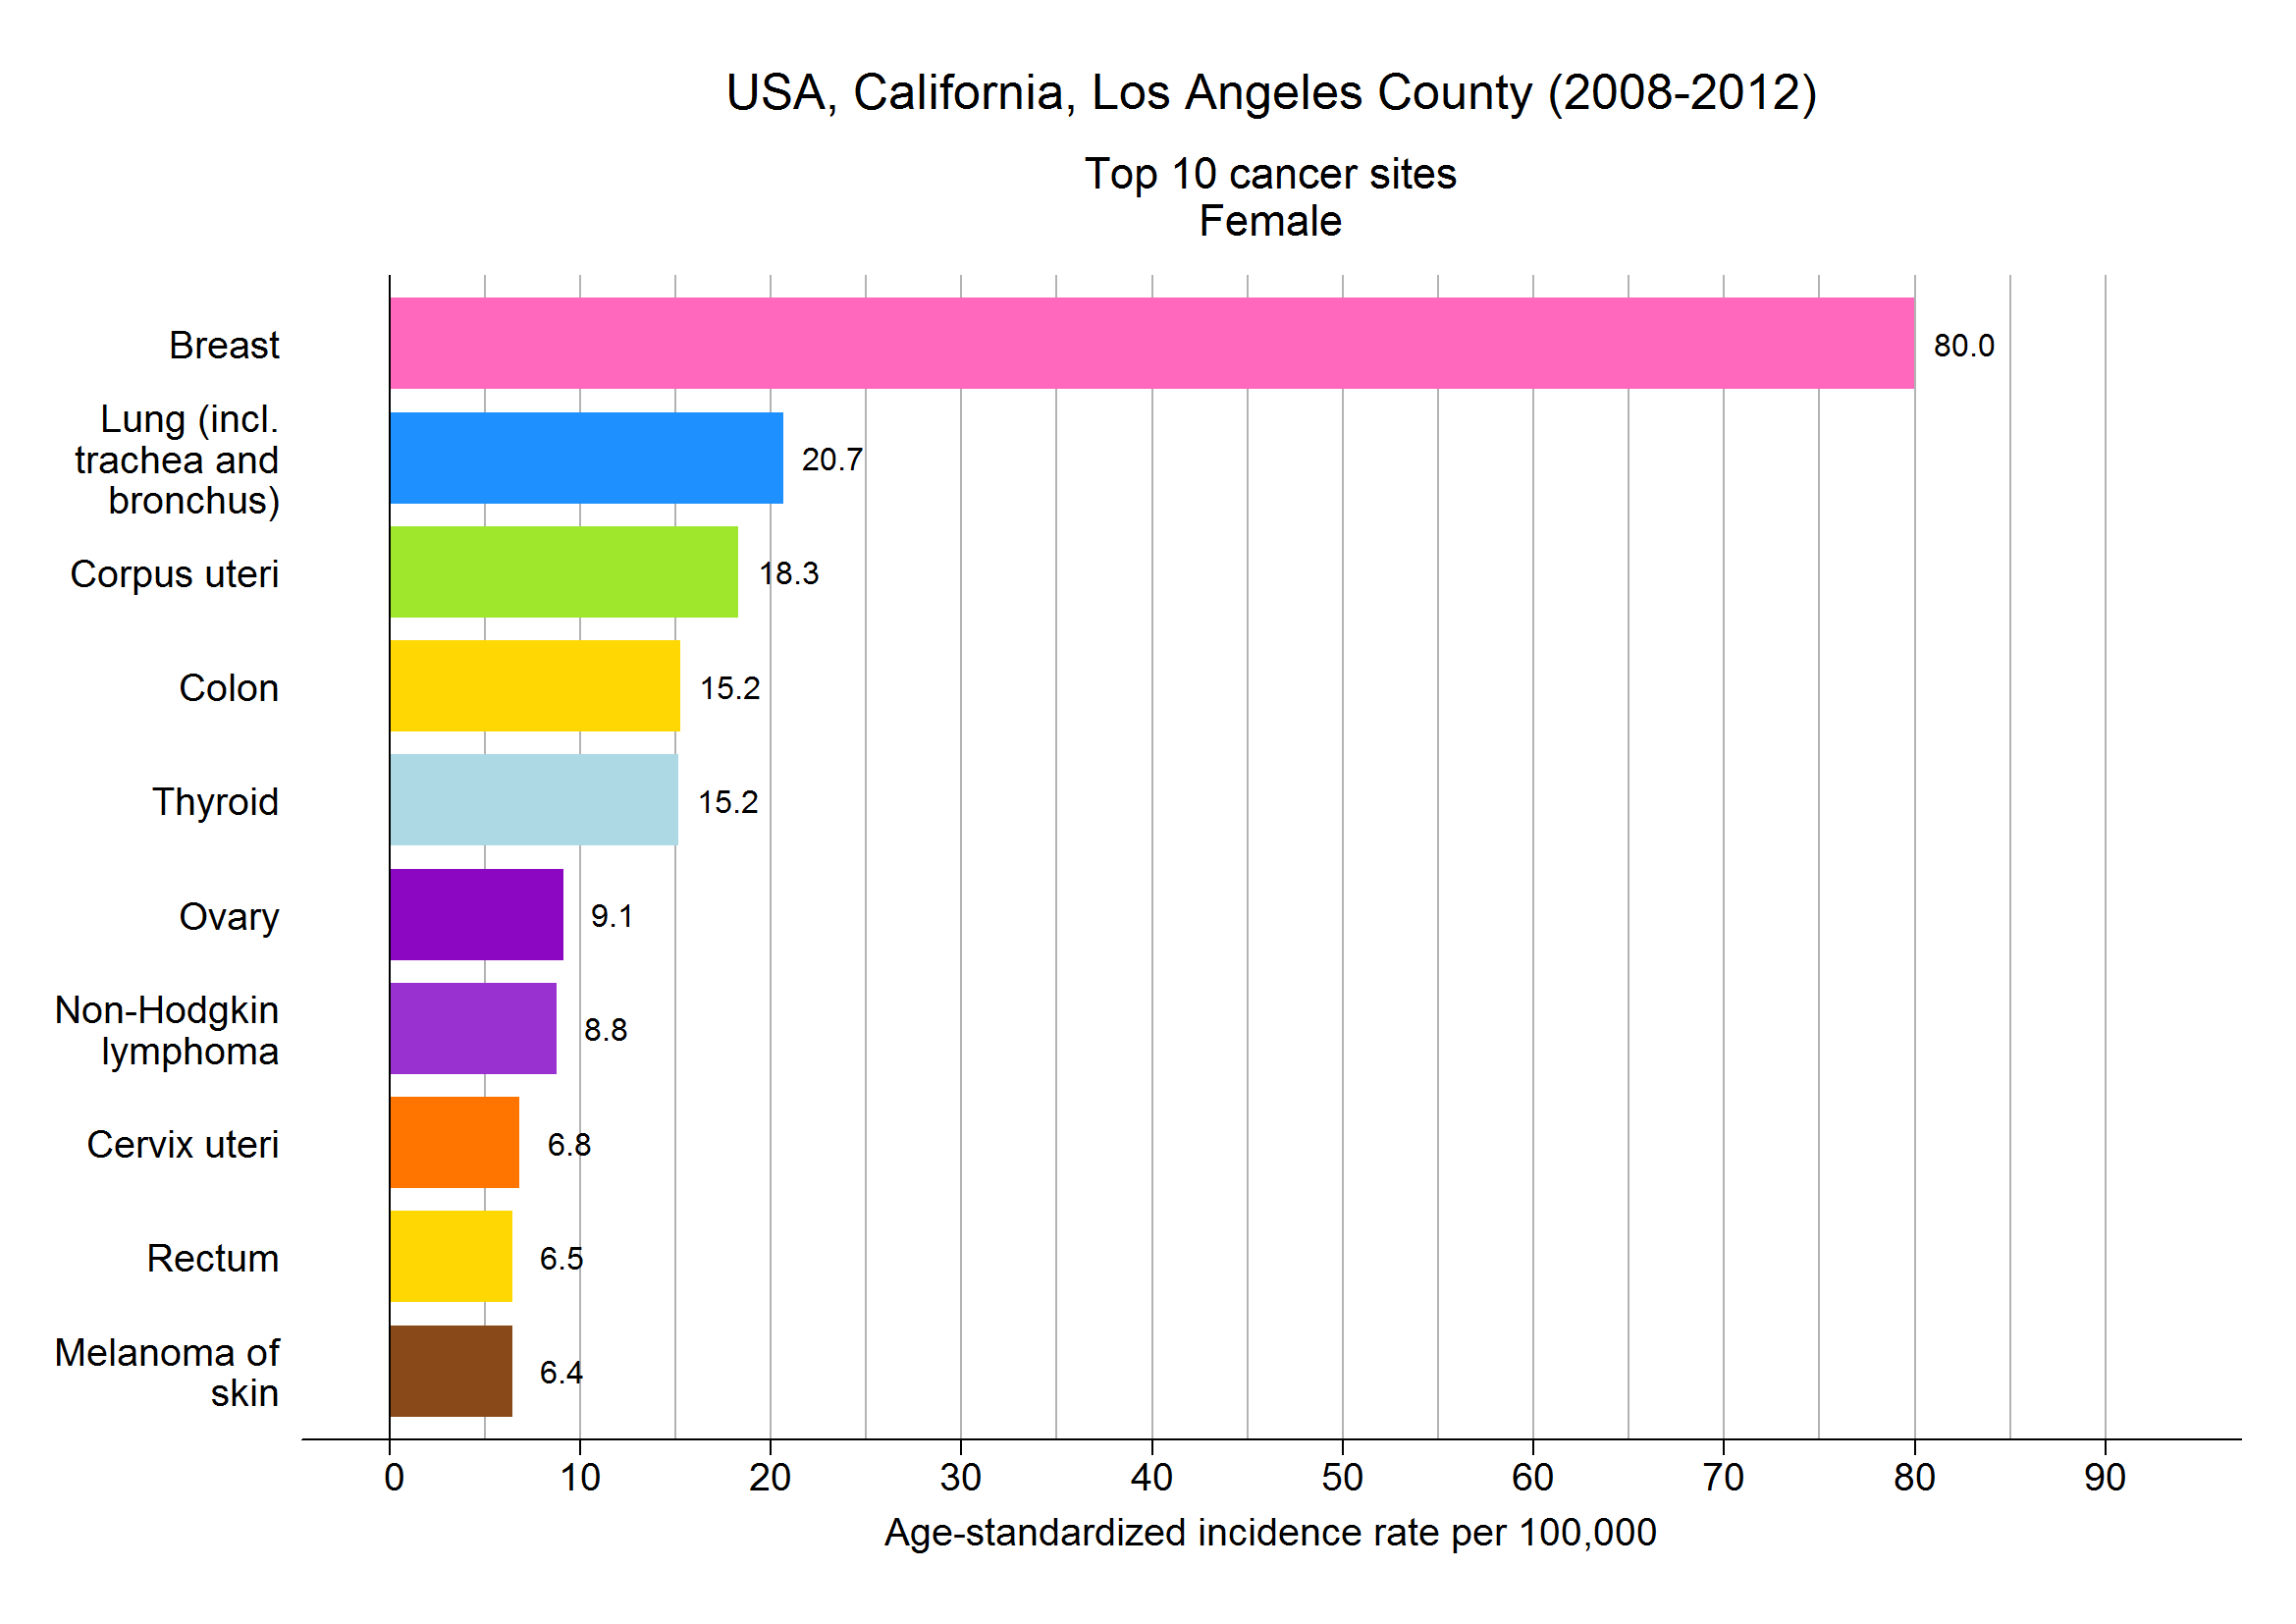 USA, California, Los Angeles County (2008-2012)
Top 10 cancer sites
Female
Breast
80.0
Lung (incl.
trachea and
bronchus)
20.7
Corpus uteri
18.3
Colon
15.2
Thyroid
15.2
Ovary
9.1
Non-Hodgkin
lymphoma
8.8
Cervix uteri
6.8
Rectum
6.5
Melanoma of
skin
6.4
0 10 20 30 40 50 60 70 80 90
Age-standardized incidence rate per 100,000